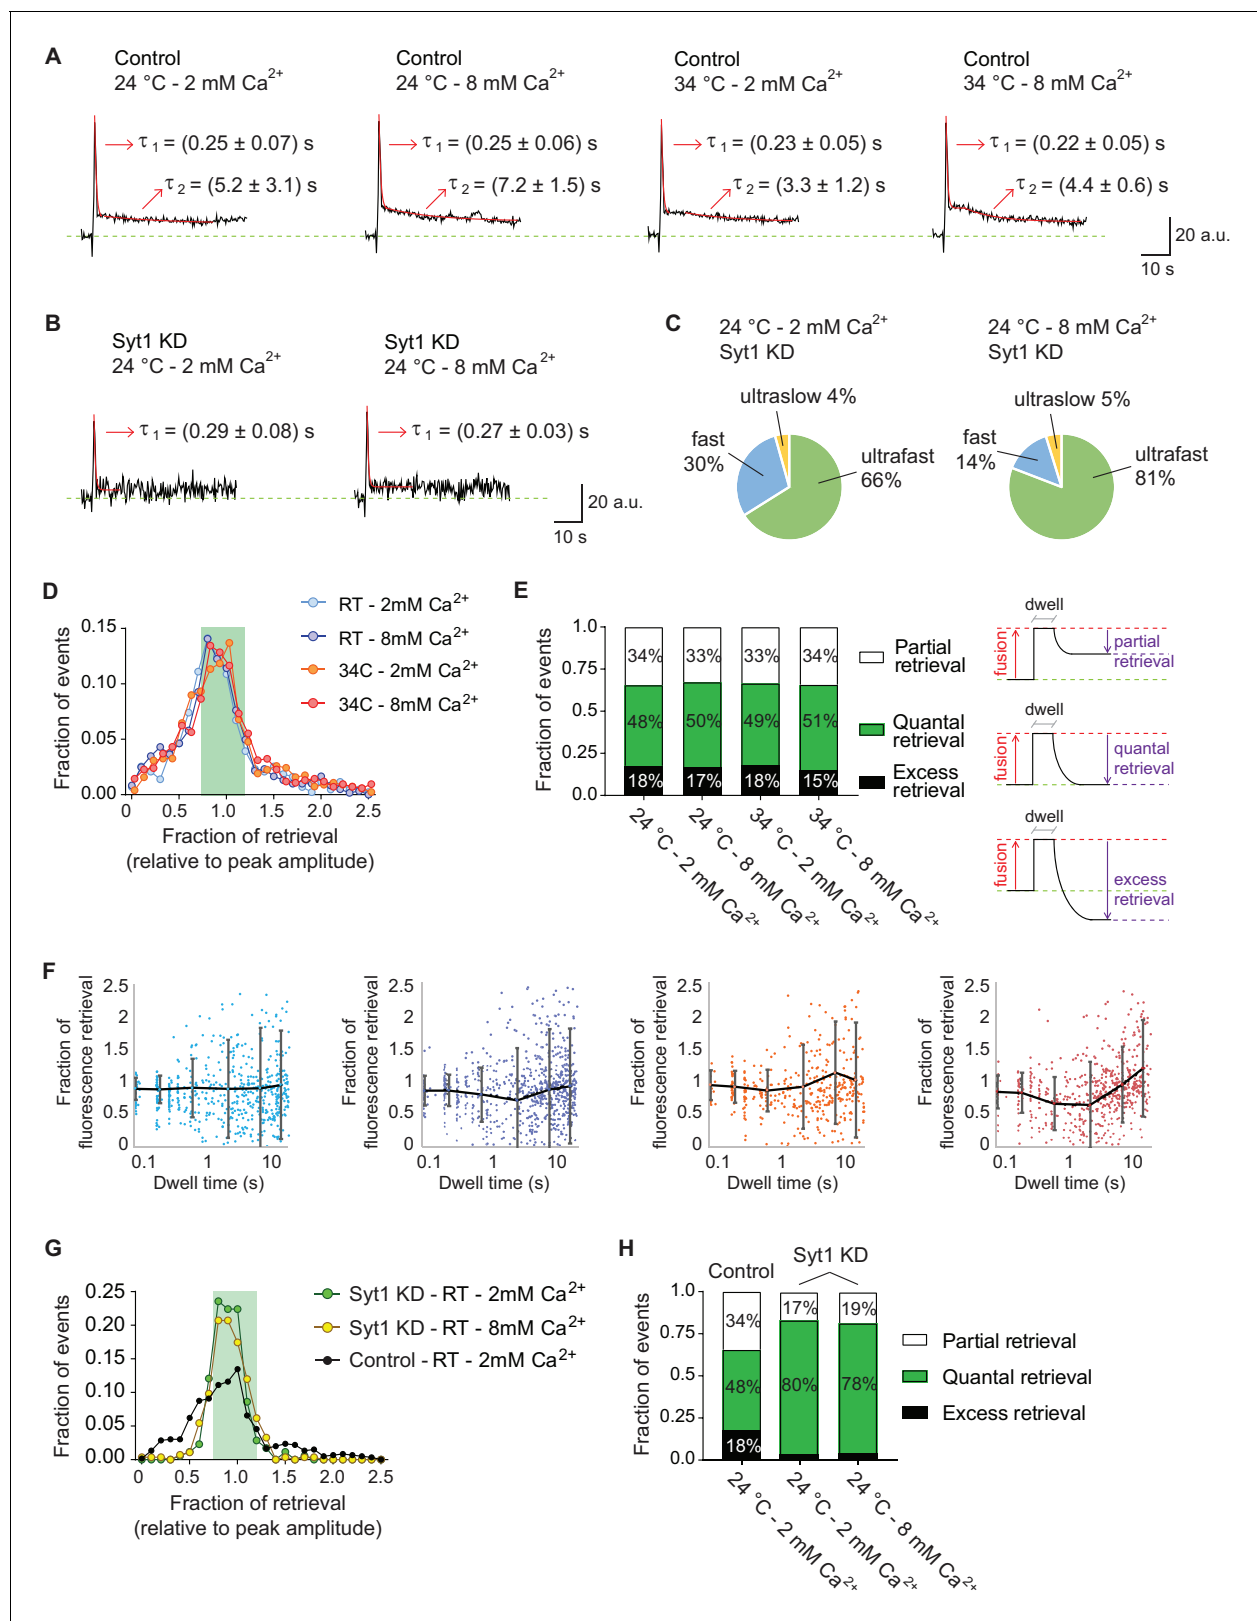 A
Control
24 °C - 2 mM Ca2+
Control
24 °C - 8 mM Ca2+
Control
34 °C - 2 mM Ca2+
Control
34 °C - 8 mM Ca2+
τ 1 = (0.25 ± 0.07) s
τ 1 = (0.25 ± 0.06) s
τ 1 = (0.23 ± 0.05) s
τ 1 = (0.22 ± 0.05) s
τ 2 = (5.2 ± 3.1) s
τ 2 = (7.2 ± 1.5) s
τ 2 = (3.3 ± 1.2) s
τ 2 = (4.4 ± 0.6) s
20 a.u.
10 s
B
Syt1 KD
24 °C - 2 mM Ca2+
Syt1 KD
24 °C - 8 mM Ca2+
τ 1 = (0.29 ± 0.08) s
τ 1 = (0.27 ± 0.03) s
20 a.u.
10 s
C
24 °C - 2 mM Ca2+
Syt1 KD
24 °C - 8 mM Ca2+
Syt1 KD
ultraslow 4%
fast
30%
ultrafast
66%
ultraslow 5%
fast
14%
ultrafast
81%
D
RT - 2mM Ca2+
RT - 8mM Ca2+
34C - 2mM Ca2+
34C - 8mM Ca2+
Fraction of events
0.15
0.10
0.05
0.00
0 0.5 1.0 1.5 2.0 2.5
Fraction of retrieval
(relative to peak amplitude)
E
Fraction of events
1.0
0.75
0.5
0.25
0.0
34% 33% 33% 34%
48% 50% 49% 51%
18% 17% 18% 15%
24 °C - 2 mM Ca2+
24 °C - 8 mM Ca2+
34 °C - 2 mM Ca2+
34 °C - 8 mM Ca2+
Partial
retrieval
Quantal
retrieval
Excess
retrieval
dwell
fusion
partial
retrieval
dwell
fusion
quantal
retrieval
dwell
fusion
excess
retrieval
F
Fraction of
fluorescence retrieval
2.5
2
1.5
1
0.5
0
0.1 1 10
Dwell time (s)
Fraction of
fluorescence retrieval
2.5
2
1.5
1
0.5
0
0.1 1 10
Dwell time (s)
Fraction of
fluorescence retrieval
2.5
2
1.5
1
0.5
0
0.1 1 10
Dwell time (s)
Fraction of
fluorescence retrieval
2.5
2
1.5
1
0.5
0
0.1 1 10
Dwell time (s)
G
Fraction of events
0.25
0.20
0.15
0.10
0.05
0.00
0 0.5 1.0 1.5 2.0 2.5
Fraction of retrieval
(relative to peak amplitude)
Syt1 KD - RT - 2mM Ca2+
Syt1 KD - RT - 8mM Ca2+
Control - RT - 2mM Ca2+
H
Syt1 KD
Control
Fraction of events
1.0
0.75
0.5
0.25
0.0
34% 17% 19%
48% 80% 78%
18%
24 °C - 2 mM Ca2+
24 °C - 2 mM Ca2+
24 °C - 8 mM Ca2+
Partial retrieval
Quantal retrieval
Excess retrieval